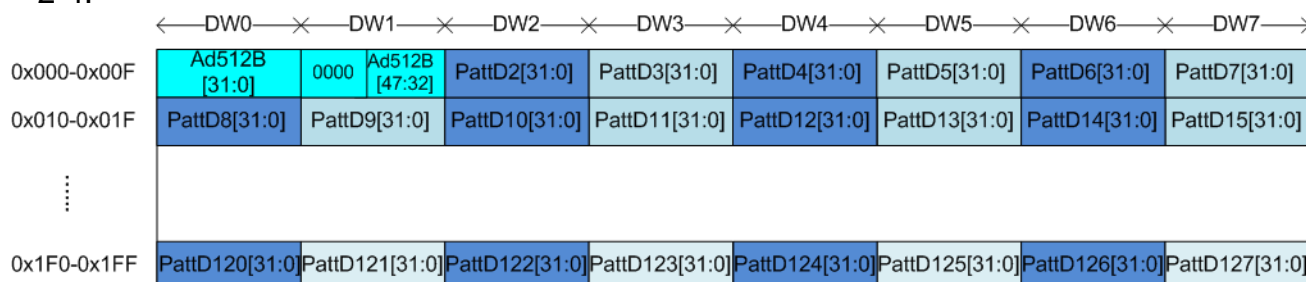 DW0 DW1 DW2 DW3 DW4 DW5 DW6 DW7
0x000-0x00F Ad512B [31:0] 0000 Ad512B [47:32] PattD2[31:0] PattD3[31:0] PattD4[31:0] PattD5[31:0] PattD6[31:0] PattD7[31:0]
0x010-0x01F PattD8[31:0] PattD9[31:0] PattD10[31:0] PattD11[31:0] PattD12[31:0] PattD13[31:0] PattD14[31:0] PattD15[31:0]
0x1F0-0x1FF PattD120[31:0] PattD121[31:0] PattD122[31:0] PattD123[31:0] PattD124[31:0] PattD125[31:0] PattD126[31:0] PattD127[31:0]